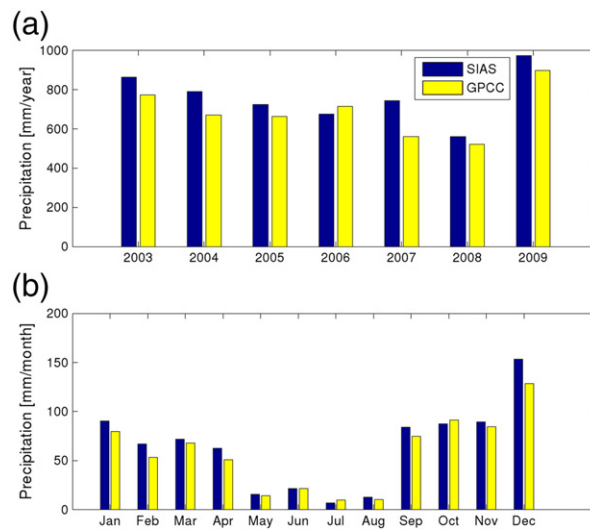 (a)
Precipitation [mm/year]
1000
800
600
400
200
0
SIAS
GPCC
2003 2004 2005 2006 2007 2008 2009
(b)
Precipitation [mm/month]
200
150
100
50
0
Jan Feb Mar Apr May Jun Jul Aug Sep Oct Nov Dec